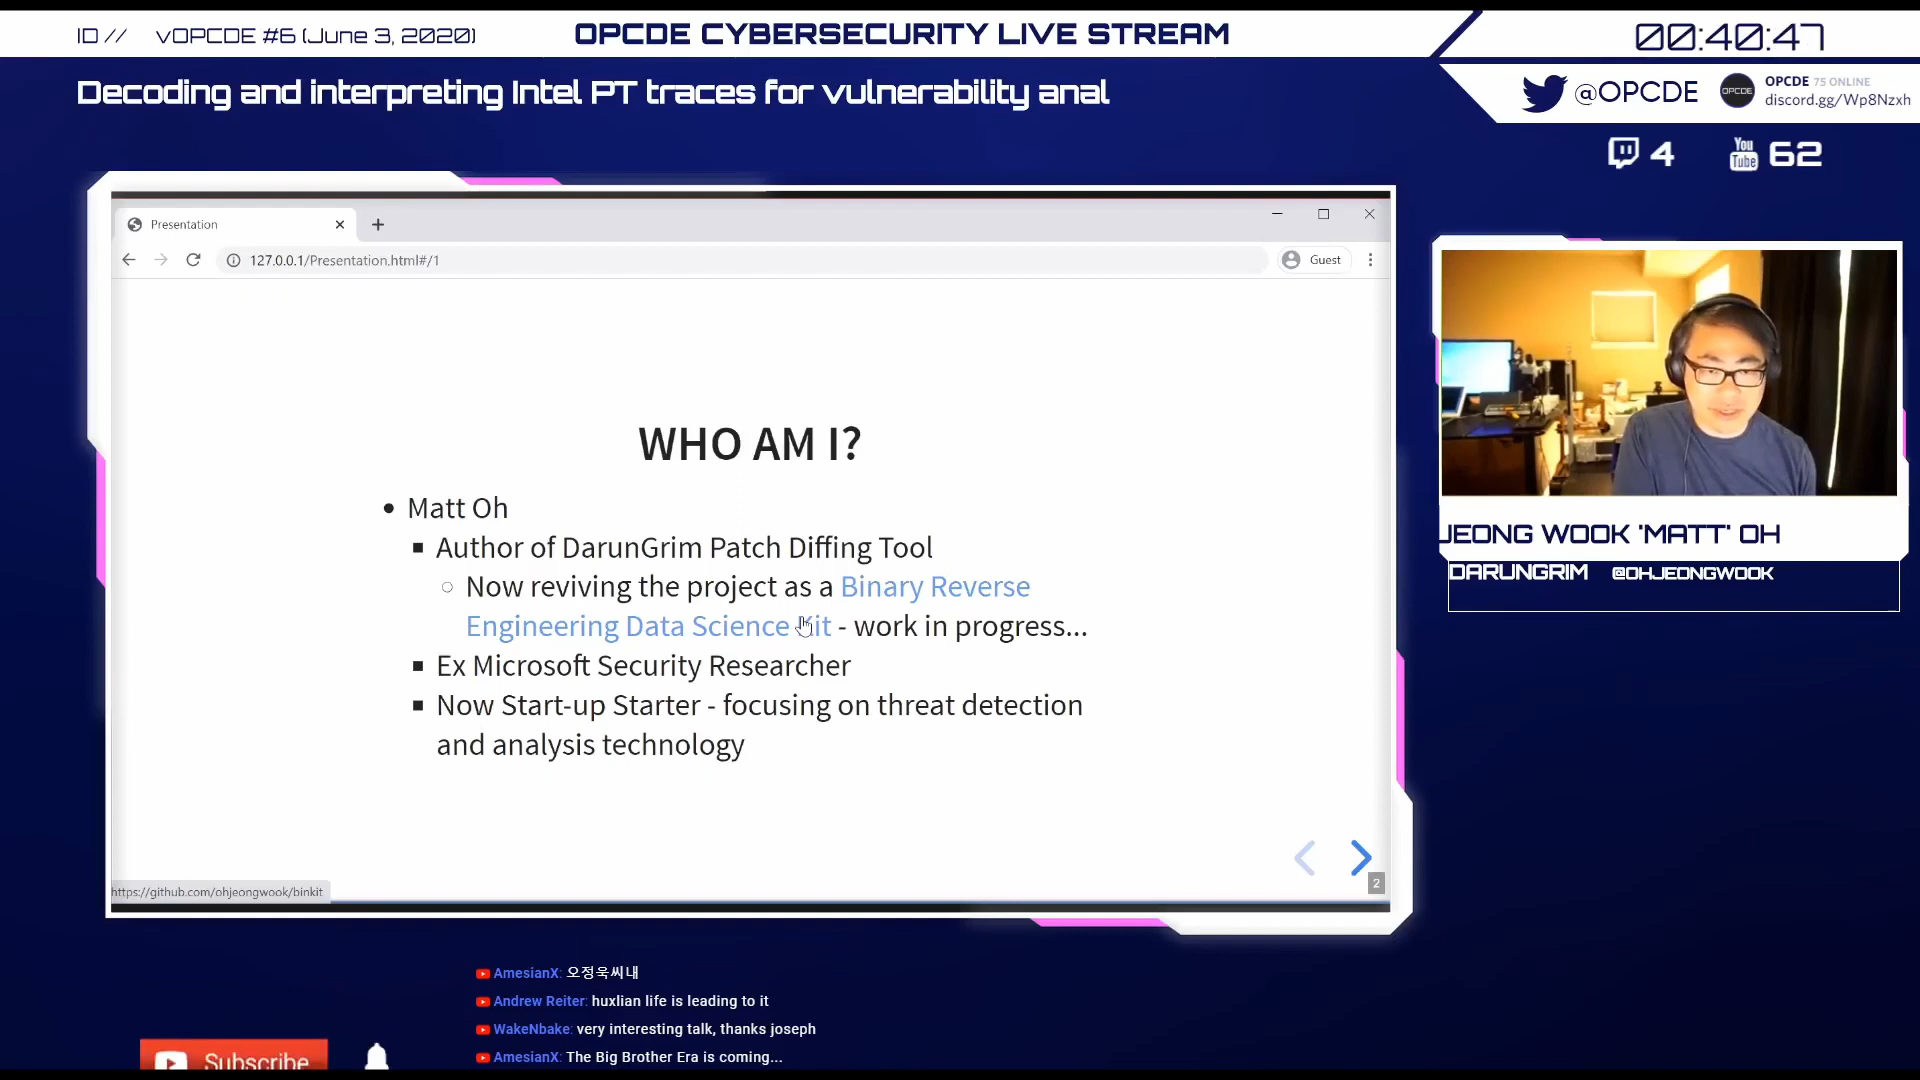 ID // vOPCDE #6 (June 3, 2020)
OPCDE CYBERSECURITY LIVE STREAM
00:40:47
Decoding and interpreting Intel PT traces for vulnerability anal
@OPCDE
OPCDE
OPCDE 75 ONLINE
discord.gg/Wp8Nzxh
4
You Tube 62
Presentation
127.0.0.1/Presentation.html#/1
Guest
WHO AM I?
Matt Oh
Author of DarunGrim Patch Diffing Tool
Now reviving the project as a Binary Reverse
Engineering Data Science Kit - work in progress...
Ex Microsoft Security Researcher
Now Start-up Starter - focusing on threat detection
and analysis technology
2
https://github.com/ohjeongwook/binkit
JEONG WOOK 'MATT' OH
DARUNGRIM @OHJEONGWOOK
AmesianX: 오정욱씨내
Andrew Reiter: huxlian life is leading to it
WakeNbake: very interesting talk, thanks joseph
AmesianX: The Big Brother Era is coming...
Subscribe